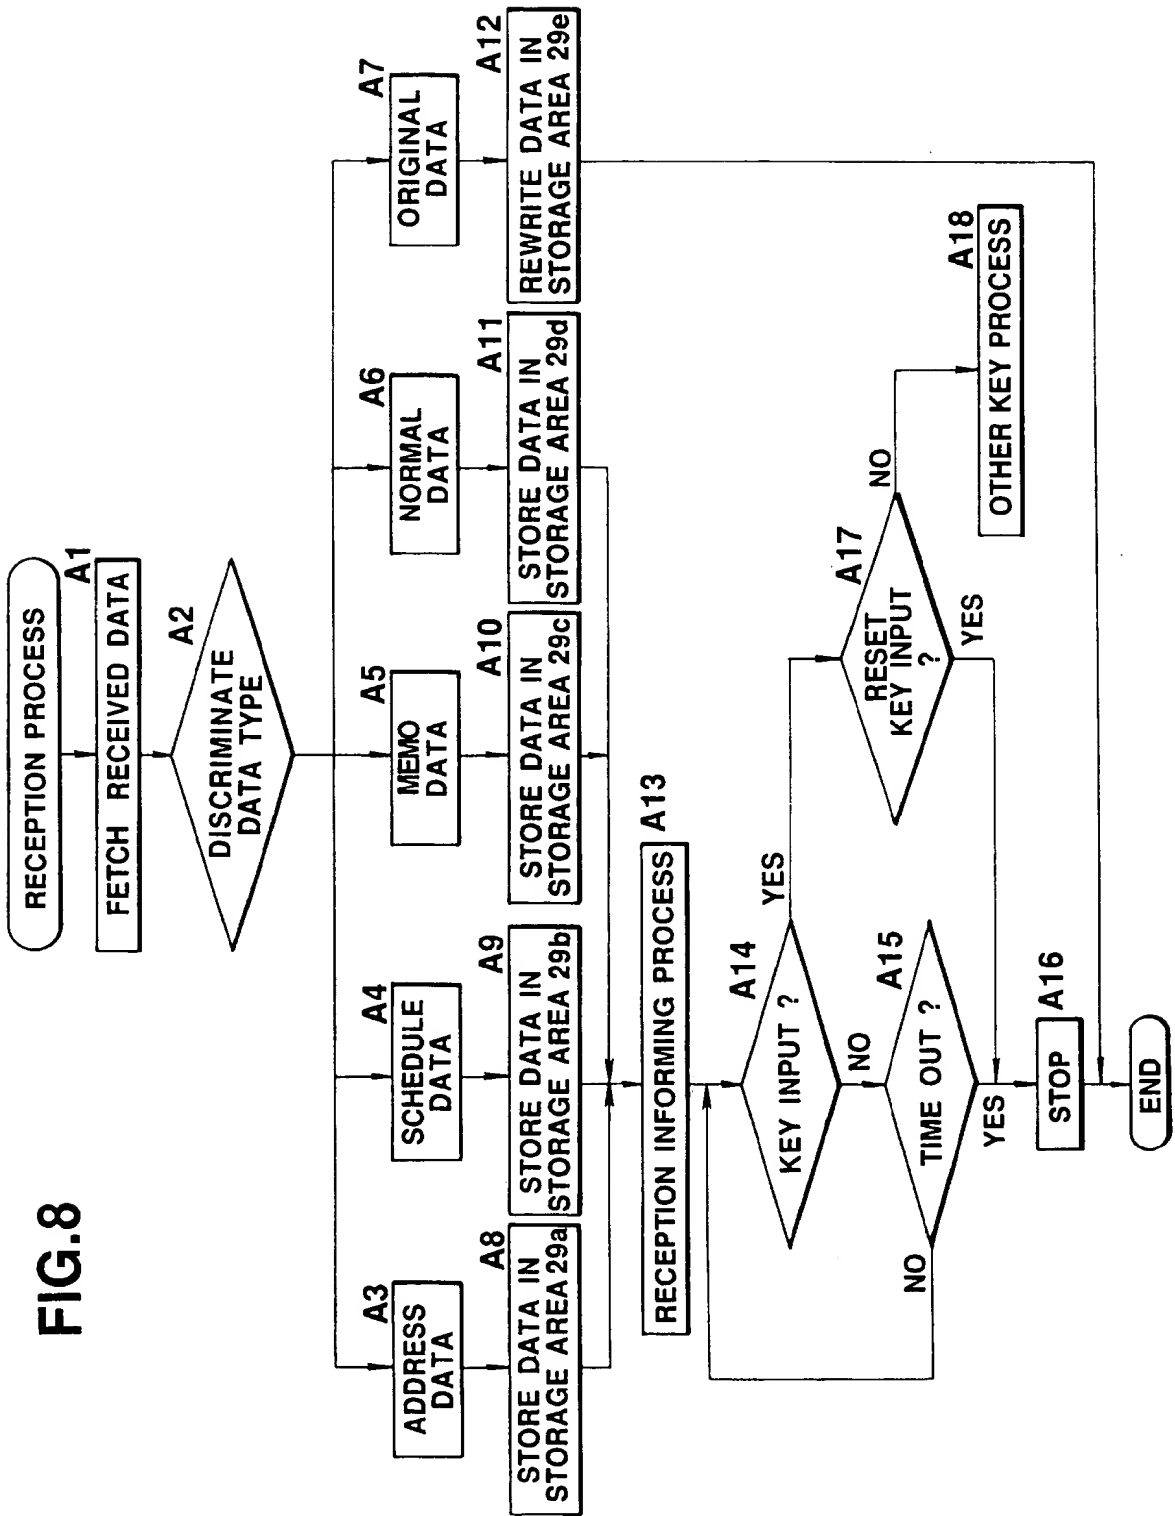 FIG.8
RECEPTION PROCESS
A1
FETCH RECEIVED DATA
A2
DISCRIMINATE
DATA TYPE
A3
ADDRESS
DATA
A4
SCHEDULE
DATA
A5
MEMO
DATA
A6
NORMAL
DATA
A7
ORIGINAL
DATA
A8
STORE DATA IN
STORAGE AREA 29a
A9
STORE DATA IN
STORAGE AREA 29b
A10
STORE DATA IN
STORAGE AREA 29c
A11
STORE DATA IN
STORAGE AREA 29d
A12
REWRITE DATA IN
STORAGE AREA 29e
A13
RECEPTION INFORMING PROCESS
A14
KEY INPUT ?
YES
NO
A15
TIME OUT ?
NO
YES
A17
RESET
KEY INPUT
?
NO
YES
A18
OTHER KEY PROCESS
A16
STOP
END